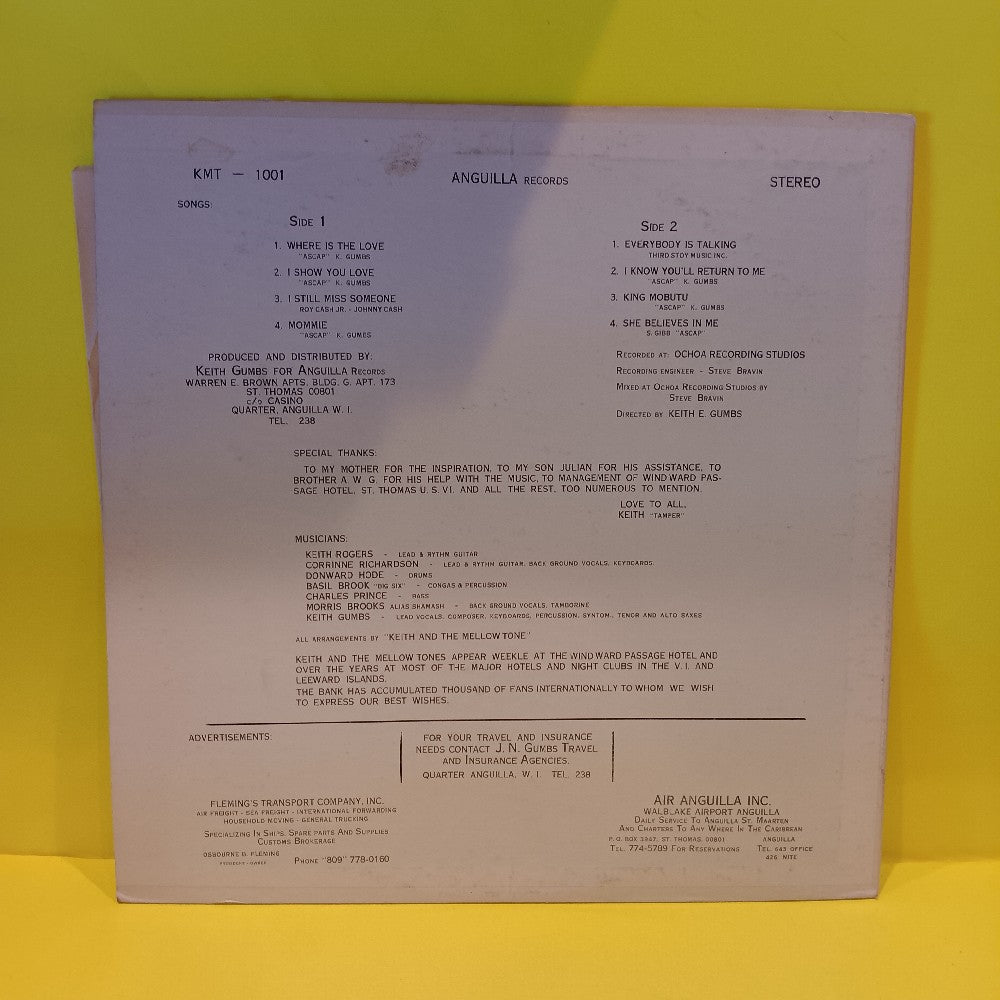 KMT — 1001
ANGUILLA RECORDS
STEREO
SONGS:
SIDE 1
1. WHERE IS THE LOVE
"ASCAP" K. GUMBS
2. I SHOW YOU LOVE
"ASCAP" K. GUMBS
3. I STILL MISS SOMEONE
ROY CASH JR. - JOHNNY CASH
4. MOMMIE
"ASCAP" K. GUMBS
PRODUCED AND DISTRIBUTED BY:
KEITH GUMBS FOR ANGUILLA RECORDS
WARREN E. BROWN APTS. BLDG. G. APT. 173
ST. THOMAS 00801
c/o CASINO
QUARTER, ANGUILLA W. I.
TEL. 238
SIDE 2
1. EVERYBODY IS TALKING
THIRD STOY MUSIC INC.
2. I KNOW YOU'LL RETURN TO ME
"ASCAP" K. GUMBS
3. KING MOBUTU
"ASCAP" K. GUMBS
4. SHE BELIEVES IN ME
S. GIBB "ASCAP"
RECORDED AT: OCHOA RECORDING STUDIOS
RECORDING ENGINEER - STEVE BRAVIN
MIXED AT OCHOA RECORDING STUDIOS BY
STEVE BRAVIN
DIRECTED BY KEITH E. GUMBS
SPECIAL THANKS:
TO MY MOTHER FOR THE INSPIRATION, TO MY SON JULIAN FOR HIS ASSISTANCE, TO
BROTHER A W G. FOR HIS HELP WITH THE MUSIC, TO MANAGEMENT OF WIND WARD PAS-
SAGE HOTEL, ST. THOMAS U. S. V.I. AND ALL THE REST, TOO NUMEROUS TO MENTION.
LOVE TO ALL,
KEITH "TAMPER"
MUSICIANS:
KEITH ROGERS - LEAD & RYTHM GUITAR
CORRINNE RICHARDSON - LEAD & RYTHM GUITAR, BACK GROUND VOCALS, KEYBOARDS.
DONWARD HODE - DRUMS
BASIL BROOK "BIG SIX" - CONGAS & PERCUSSION
CHARLES PRINCE - BASS
MORRIS BROOKS ALIAS SHAMASH - BACK GROUND VOCALS, TAMBORINE
KEITH GUMBS - LEAD VOCALS, COMPOSER, KEYBOARDS, PERCUSSION, SYNTOM., TENOR AND ALTO SAXES
ALL ARRANGEMENTS BY "KEITH AND THE MELLOW TONE"
KEITH AND THE MELLOW TONES APPEAR WEEKLE AT THE WIND WARD PASSAGE HOTEL AND
OVER THE YEARS AT MOST OF THE MAJOR HOTELS AND NIGHT CLUBS IN THE V.I. AND
LEEWARD ISLANDS.
THE BANK HAS ACCUMULATED THOUSAND OF FANS INTERNATIONALLY TO WHOM WE WISH
TO EXPRESS OUR BEST WISHES.
ADVERTISEMENTS:
FOR YOUR TRAVEL AND INSURANCE
NEEDS CONTACT J. N. GUMBS TRAVEL
AND INSURANCE AGENCIES.
QUARTER ANGUILLA, W. I. TEL. 238
FLEMING'S TRANSPORT COMPANY, INC.
AIR FREIGHT - SEA FREIGHT - INTERNATIONAL FORWARDING
HOUSEHOLD MOVING - GENERAL TRUCKING
SPECIALIZING IN SHIPS, SPARE PARTS AND SUPPLIES
CUSTOMS BROKERAGE
OSBOURNE D. FLEMING
PRESIDENT - OWNER
PHONE "809" 778-0160
AIR ANGUILLA INC.
WALBLAKE AIRPORT ANGUILLA
DAILY SERVICE TO ANGUILLA ST. MAARTEN
AND CHARTERS TO ANY WHERE IN THE CARIBBEAN
P. O. BOX 3947, ST THOMAS, 00801 ANGUILLA
TEL. 774-5789 FOR RESERVATIONS TEL 643 OFFICE
426 NITE